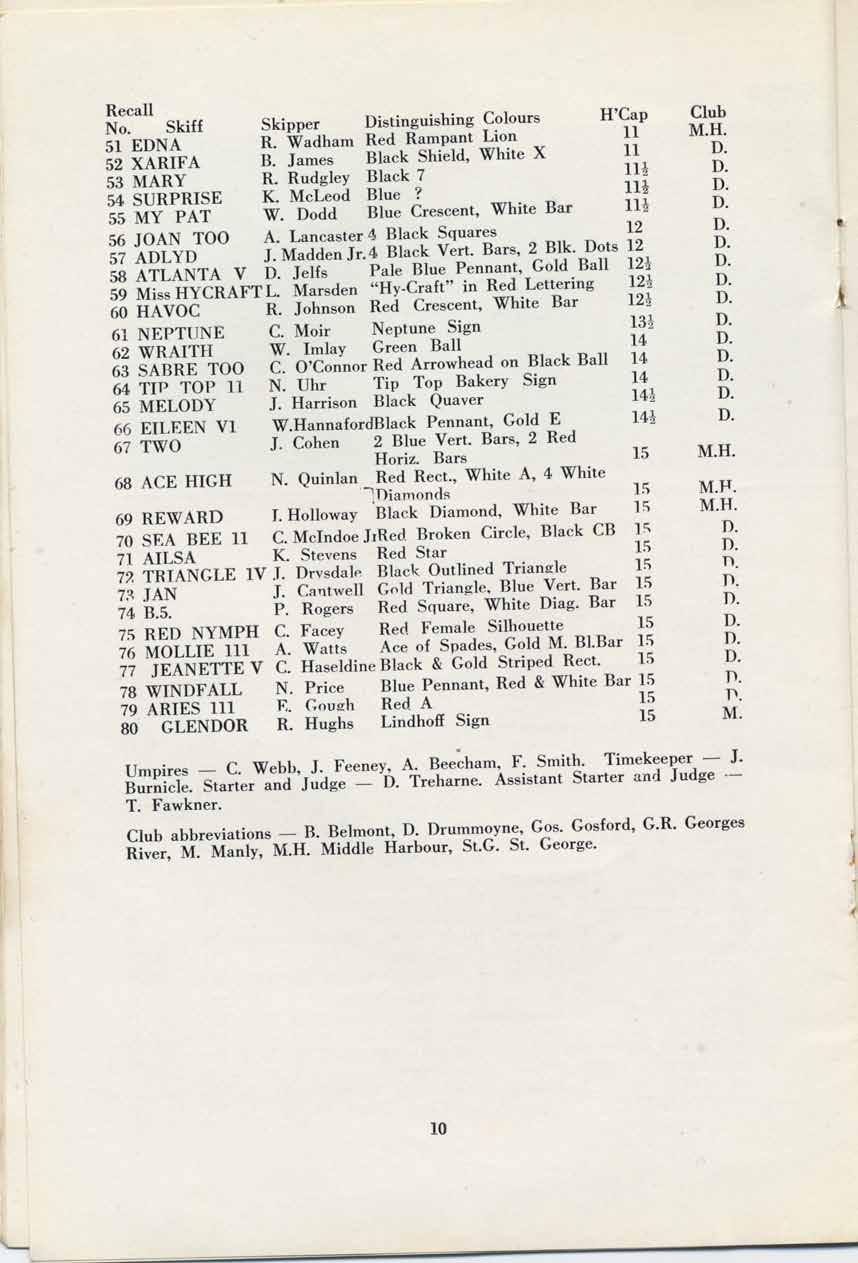 Recall
No. Skiff Skipper Distinguishing Colours H'Cap Club
51 EDNA R. Wadham Red Rampant Lion 11 M.H.
52 XARIFA B. James Black Shield, White X 11 D.
53 MARY R. Rudgley Black 7 11½ D.
54 SURPRISE K. McLeod Blue ? 11½ D.
55 MY PAT W. Dodd Blue Crescent, White Bar 11½ D.
56 JOAN TOO A. Lancaster 4 Black Squares 12 D.
57 ADLYD J. Madden Jr. 4 Black Vert. Bars, 2 Blk. Dots 12 D.
58 ATLANTA V D. Jelfs Pale Blue Pennant, Gold Ball 12½ D.
59 Miss HYCRAFT L. Marsden "Hy-Craft" in Red Lettering 12½ D.
60 HAVOC R. Johnson Red Crescent, White Bar 12½ D.
61 NEPTUNE C. Moir Neptune Sign 13½ D.
62 WRAITH W. Imlay Green Ball 14 D.
63 SABRE TOO C. O'Connor Red Arrowhead on Black Ball 14 D.
64 TIP TOP 11 N. Uhr Tip Top Bakery Sign 14 D.
65 MELODY J. Harrison Black Quaver 14½ D.
66 EILEEN V1 W.Hannaford Black Pennant, Gold E 14½ D.
67 TWO J. Cohen 2 Blue Vert. Bars, 2 Red
Horiz. Bars 15 M.H.
68 ACE HIGH N. Quinlan Red Rect., White A, 4 White
Diamonds 15 M.H.
69 REWARD J. Holloway Black Diamond, White Bar 15 M.H.
70 SEA BEE 11 C. McIndoe Jr Red Broken Circle, Black CB 15 D.
71 AILSA K. Stevens Red Star 15 D.
72 TRIANGLE 1V J. Drysdale Black Outlined Triangle 15 D.
73 JAN J. Cantwell Gold Triangle, Blue Vert. Bar 15 D.
74 B.5. P. Rogers Red Square, White Diag. Bar 15 D.
75 RED NYMPH C. Facey Red Female Silhouette 15 D.
76 MOLLIE 111 A. Watts Ace of Spades, Gold M. Bl.Bar 15 D.
77 JEANETTE V C. Haseldine Black & Gold Striped Rect. 15 D.
78 WINDFALL N. Price Blue Pennant, Red & White Bar 15 D.
79 ARIES 111 E. Gough Red A 15 D.
80 GLENDOR R. Hughs Lindhoff Sign 15 M.
Umpires — C. Webb, J. Feeney, A. Beecham, F. Smith. Timekeeper — J.
Burnicle. Starter and Judge — D. Treharne. Assistant Starter and Judge —
T. Fawkner.
Club abbreviations — B. Belmont, D. Drummoyne, Gos. Gosford, G.R. Georges
River, M. Manly, M.H. Middle Harbour, St.G. St. George.
10